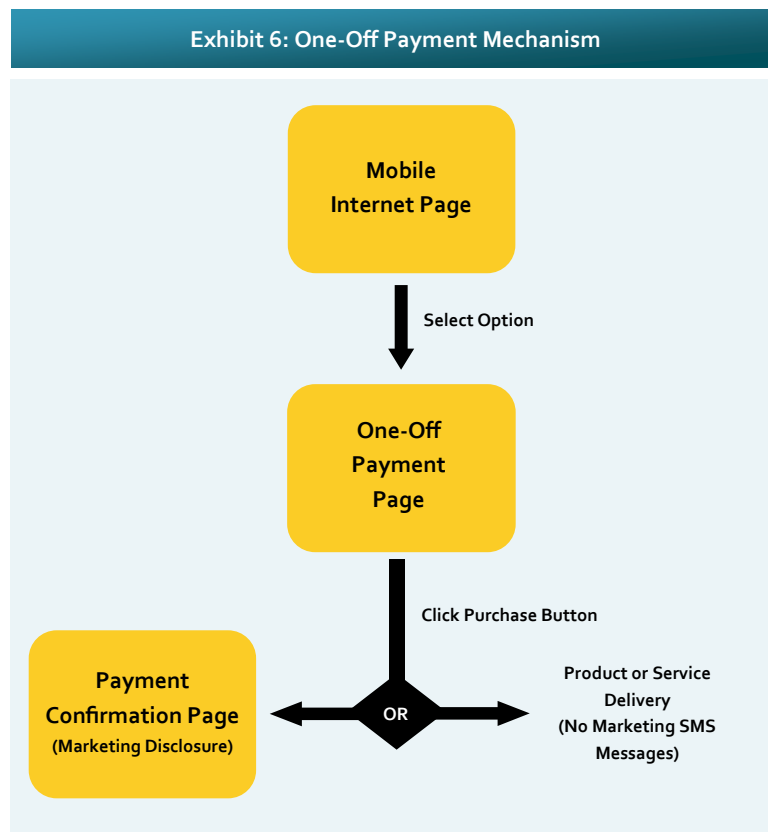 Exhibit 6: One-Off Payment Mechanism
Mobile
Internet Page
Select Option
One-Off
Payment
Page
Click Purchase Button
Payment
Confirmation Page
(Marketing Disclosure)
OR
Product or Service
Delivery
(No Marketing SMS
Messages)